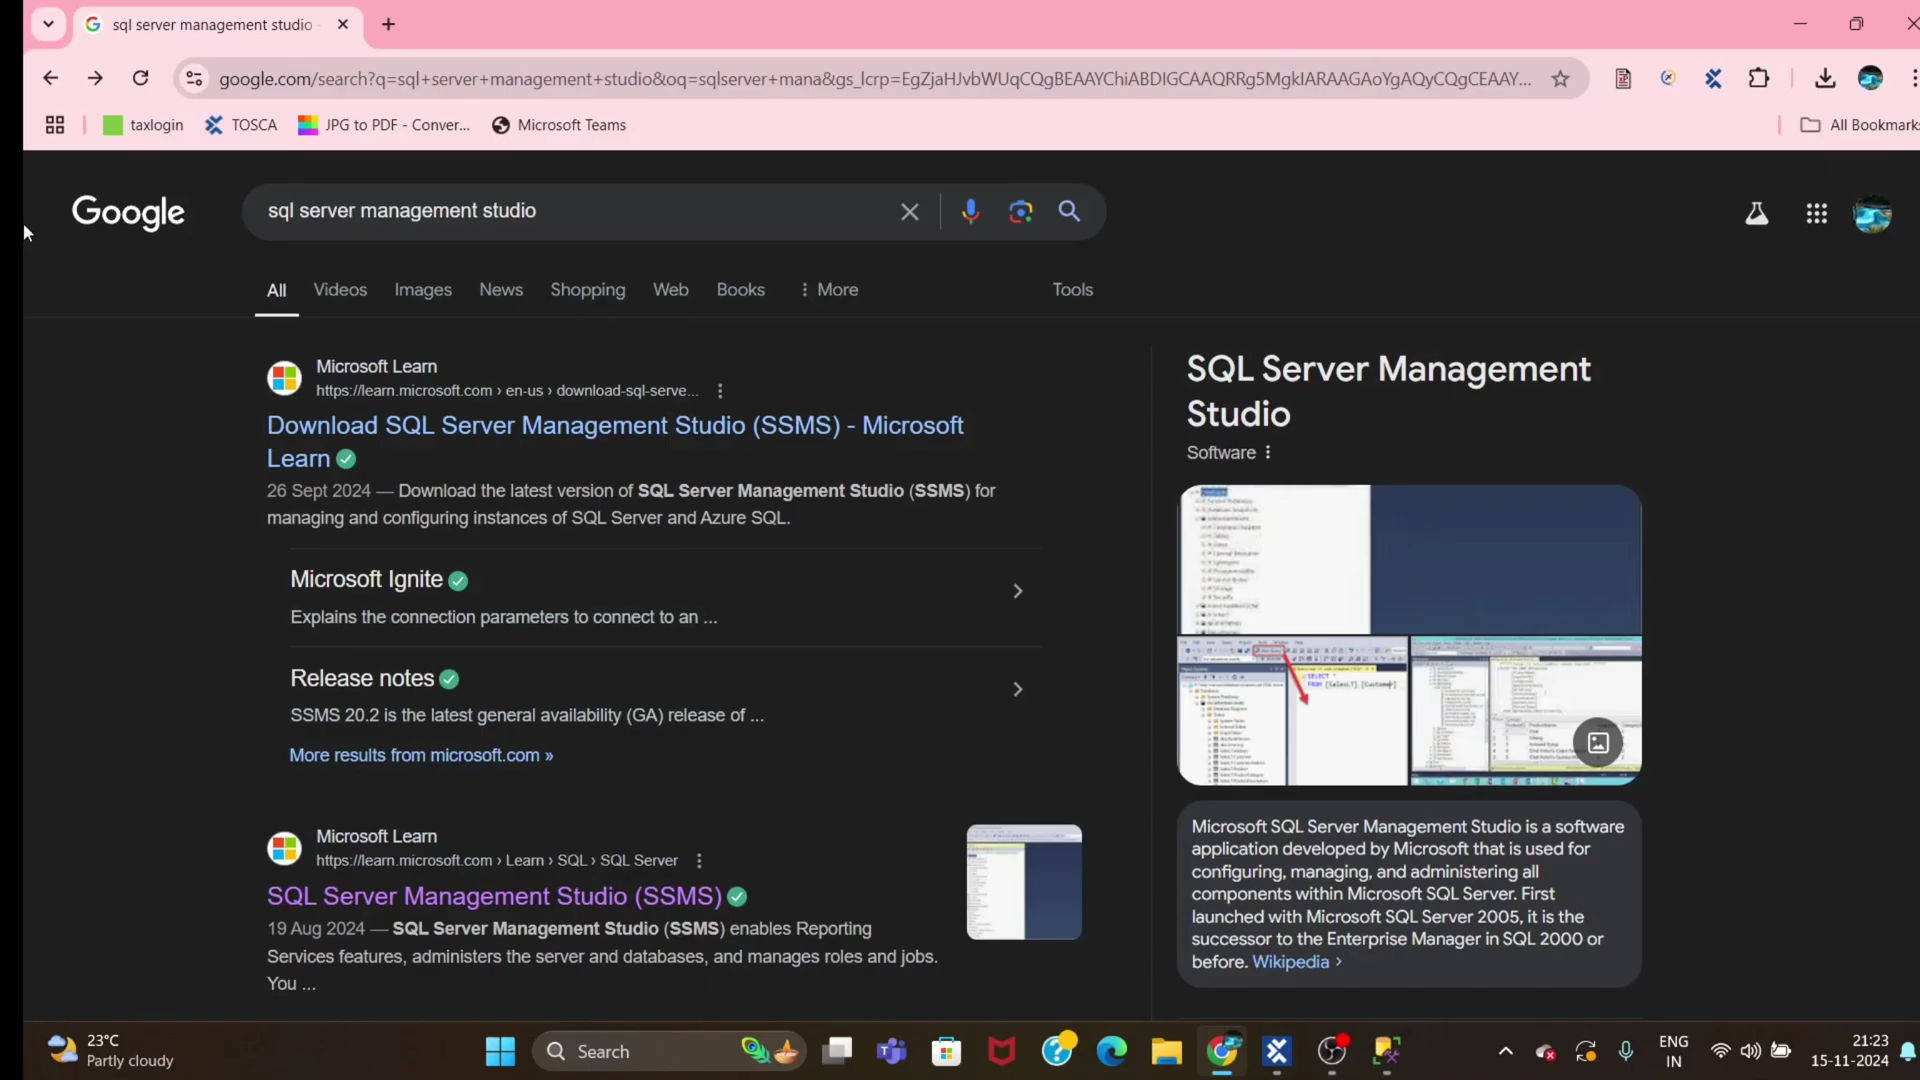 sql server management studio
google.com/search?q=sql+server+management+studio&oq=sqlserver+mana&gs_lcrp=EgZjaHJvbWUqCQgBEAAYChiABDIGCAAQRRg5MgkIARAAGAoYgAQyCQgCEAAY...
taxlogin
TOSCA
JPG to PDF - Conver...
Microsoft Teams
All Bookmarks
Google
sql server management studio
All
Videos
Images
News
Shopping
Web
Books
More
Tools
Microsoft Learn
https://learn.microsoft.com › en-us › download-sql-serve...
Download SQL Server Management Studio (SSMS) - Microsoft
Learn
26 Sept 2024 — Download the latest version of SQL Server Management Studio (SSMS) for
managing and configuring instances of SQL Server and Azure SQL.
Microsoft Ignite
Explains the connection parameters to connect to an ...
Release notes
SSMS 20.2 is the latest general availability (GA) release of ...
More results from microsoft.com »
Microsoft Learn
https://learn.microsoft.com › Learn › SQL › SQL Server
SQL Server Management Studio (SSMS)
19 Aug 2024 — SQL Server Management Studio (SSMS) enables Reporting
Services features, administers the server and databases, and manages roles and jobs.
You ...
SQL Server Management
Studio
Software
SELECT *
FROM [SalesLT].[Customer]
Microsoft SQL Server Management Studio is a software
application developed by Microsoft that is used for
configuring, managing, and administering all
components within Microsoft SQL Server. First
launched with Microsoft SQL Server 2005, it is the
successor to the Enterprise Manager in SQL 2000 or
before. Wikipedia ›
23°C
Partly cloudy
Search
ENG
IN
21:23
15-11-2024